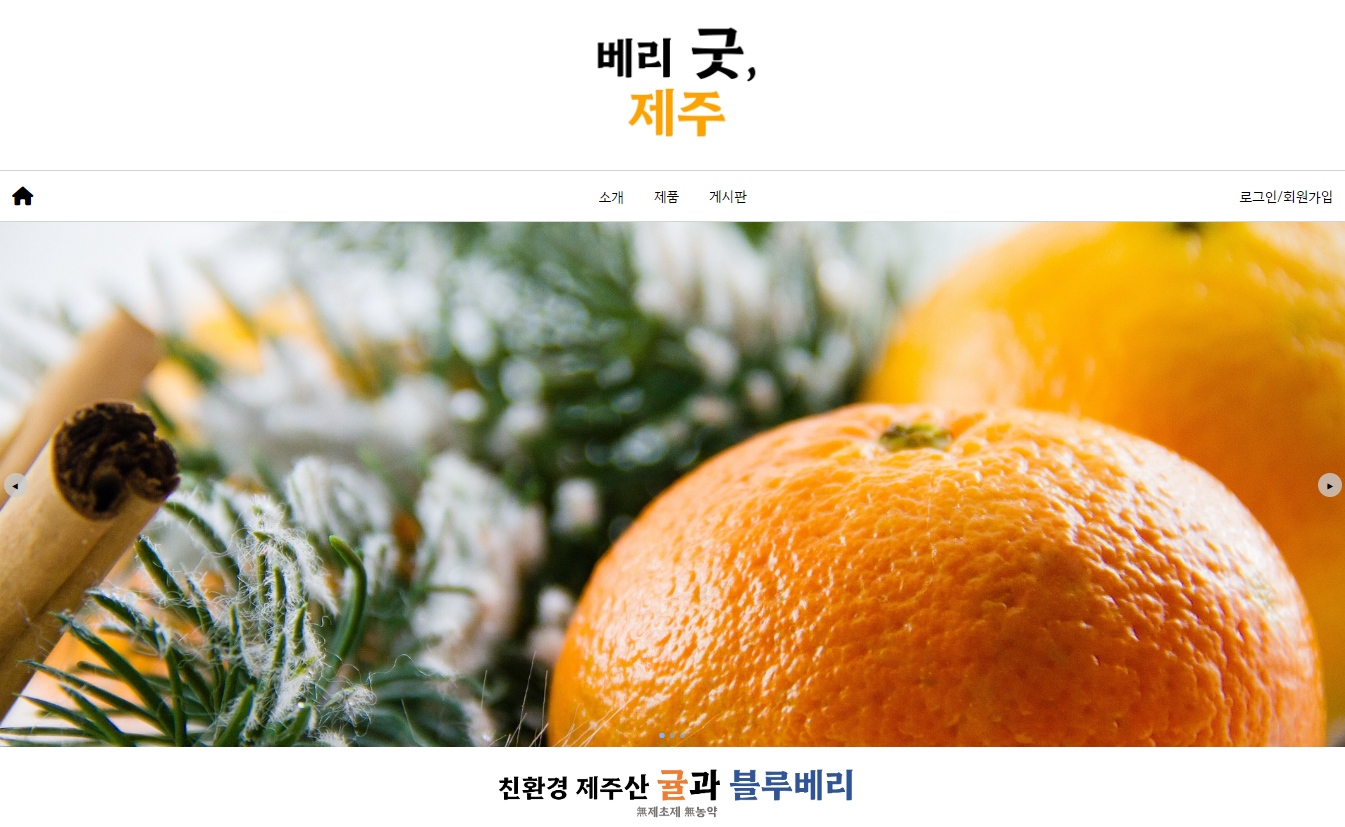 베리 굿,
제주
소개 제품 게시판 로그인/회원가입
친환경 제주산 귤과 블루베리
無제초제 無농약